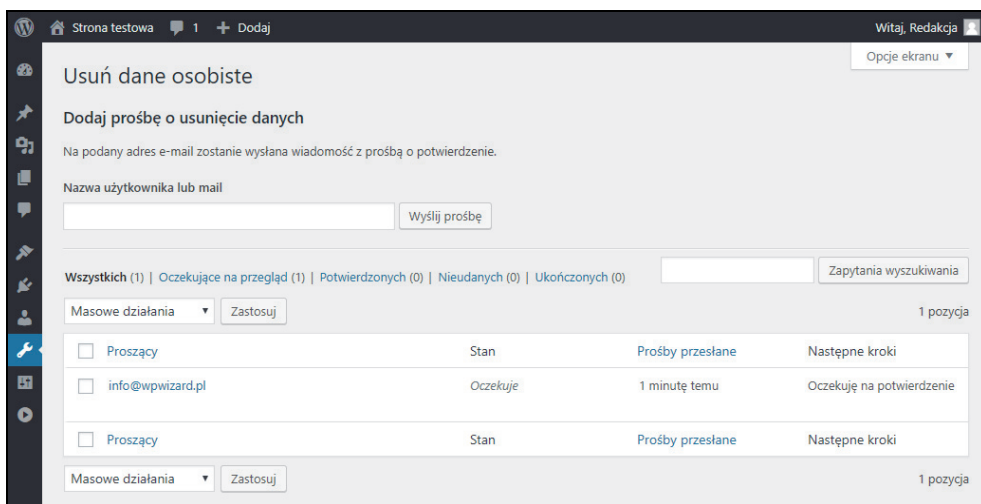 Strona testowa 1 + Dodaj Witaj, Redakcja
Opcje ekranu ▼
Usuń dane osobiste
Dodaj prośbę o usunięcie danych
Na podany adres e-mail zostanie wysłana wiadomość z prośbą o potwierdzenie.
Nazwa użytkownika lub mail
Wyślij prośbę
Wszystkich (1) | Oczekujące na przegląd (1) | Potwierdzonych (0) | Nieudanych (0) | Ukończonych (0) Zapytania wyszukiwania
Masowe działania ▼ Zastosuj 1 pozycja
Proszący Stan Prośby przesłane Następne kroki
info@wpwizard.pl Oczekuje 1 minutę temu Oczekuję na potwierdzenie
Proszący Stan Prośby przesłane Następne kroki
Masowe działania ▼ Zastosuj 1 pozycja